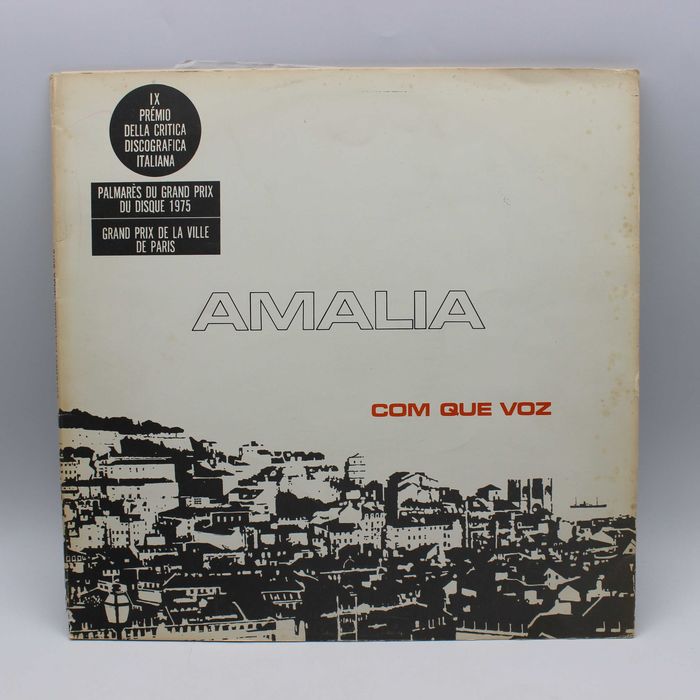 IX
PRÉMIO
DELLA CRITICA
DISCOGRAFICA
ITALIANA
PALMARÈS DU GRAND PRIX
DU DISQUE 1975
GRAND PRIX DE LA VILLE
DE PARIS
AMALIA
COM QUE VOZ